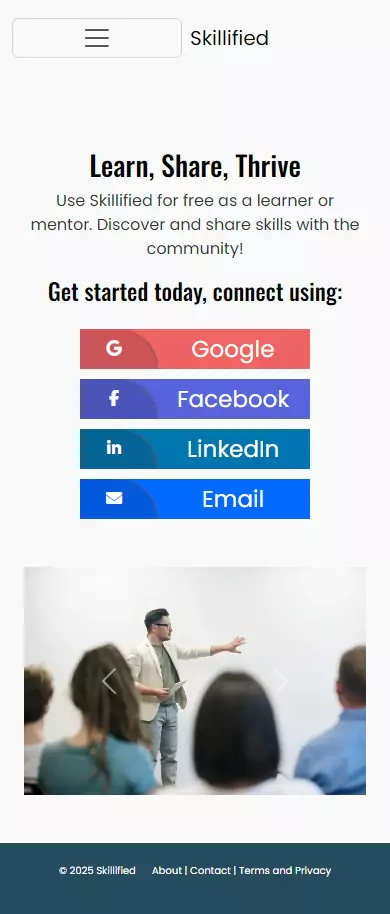 Skillified
Learn, Share, Thrive
Use Skillified for free as a learner or
mentor. Discover and share skills with the
community!
Get started today, connect using:
Google
Facebook
LinkedIn
Email
© 2025 Skillified About | Contact | Terms and Privacy